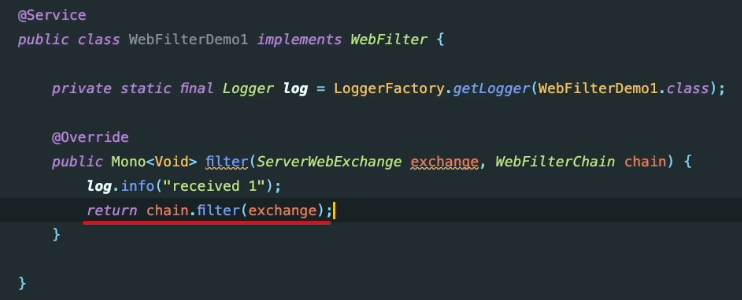 @Service
public class WebFilterDemo1 implements WebFilter {
private static final Logger log = LoggerFactory.getLogger(WebFilterDemo1.class);
@Override
public Mono<Void> filter(ServerWebExchange exchange, WebFilterChain chain) {
log.info("received 1");
return chain.filter(exchange);
}
}